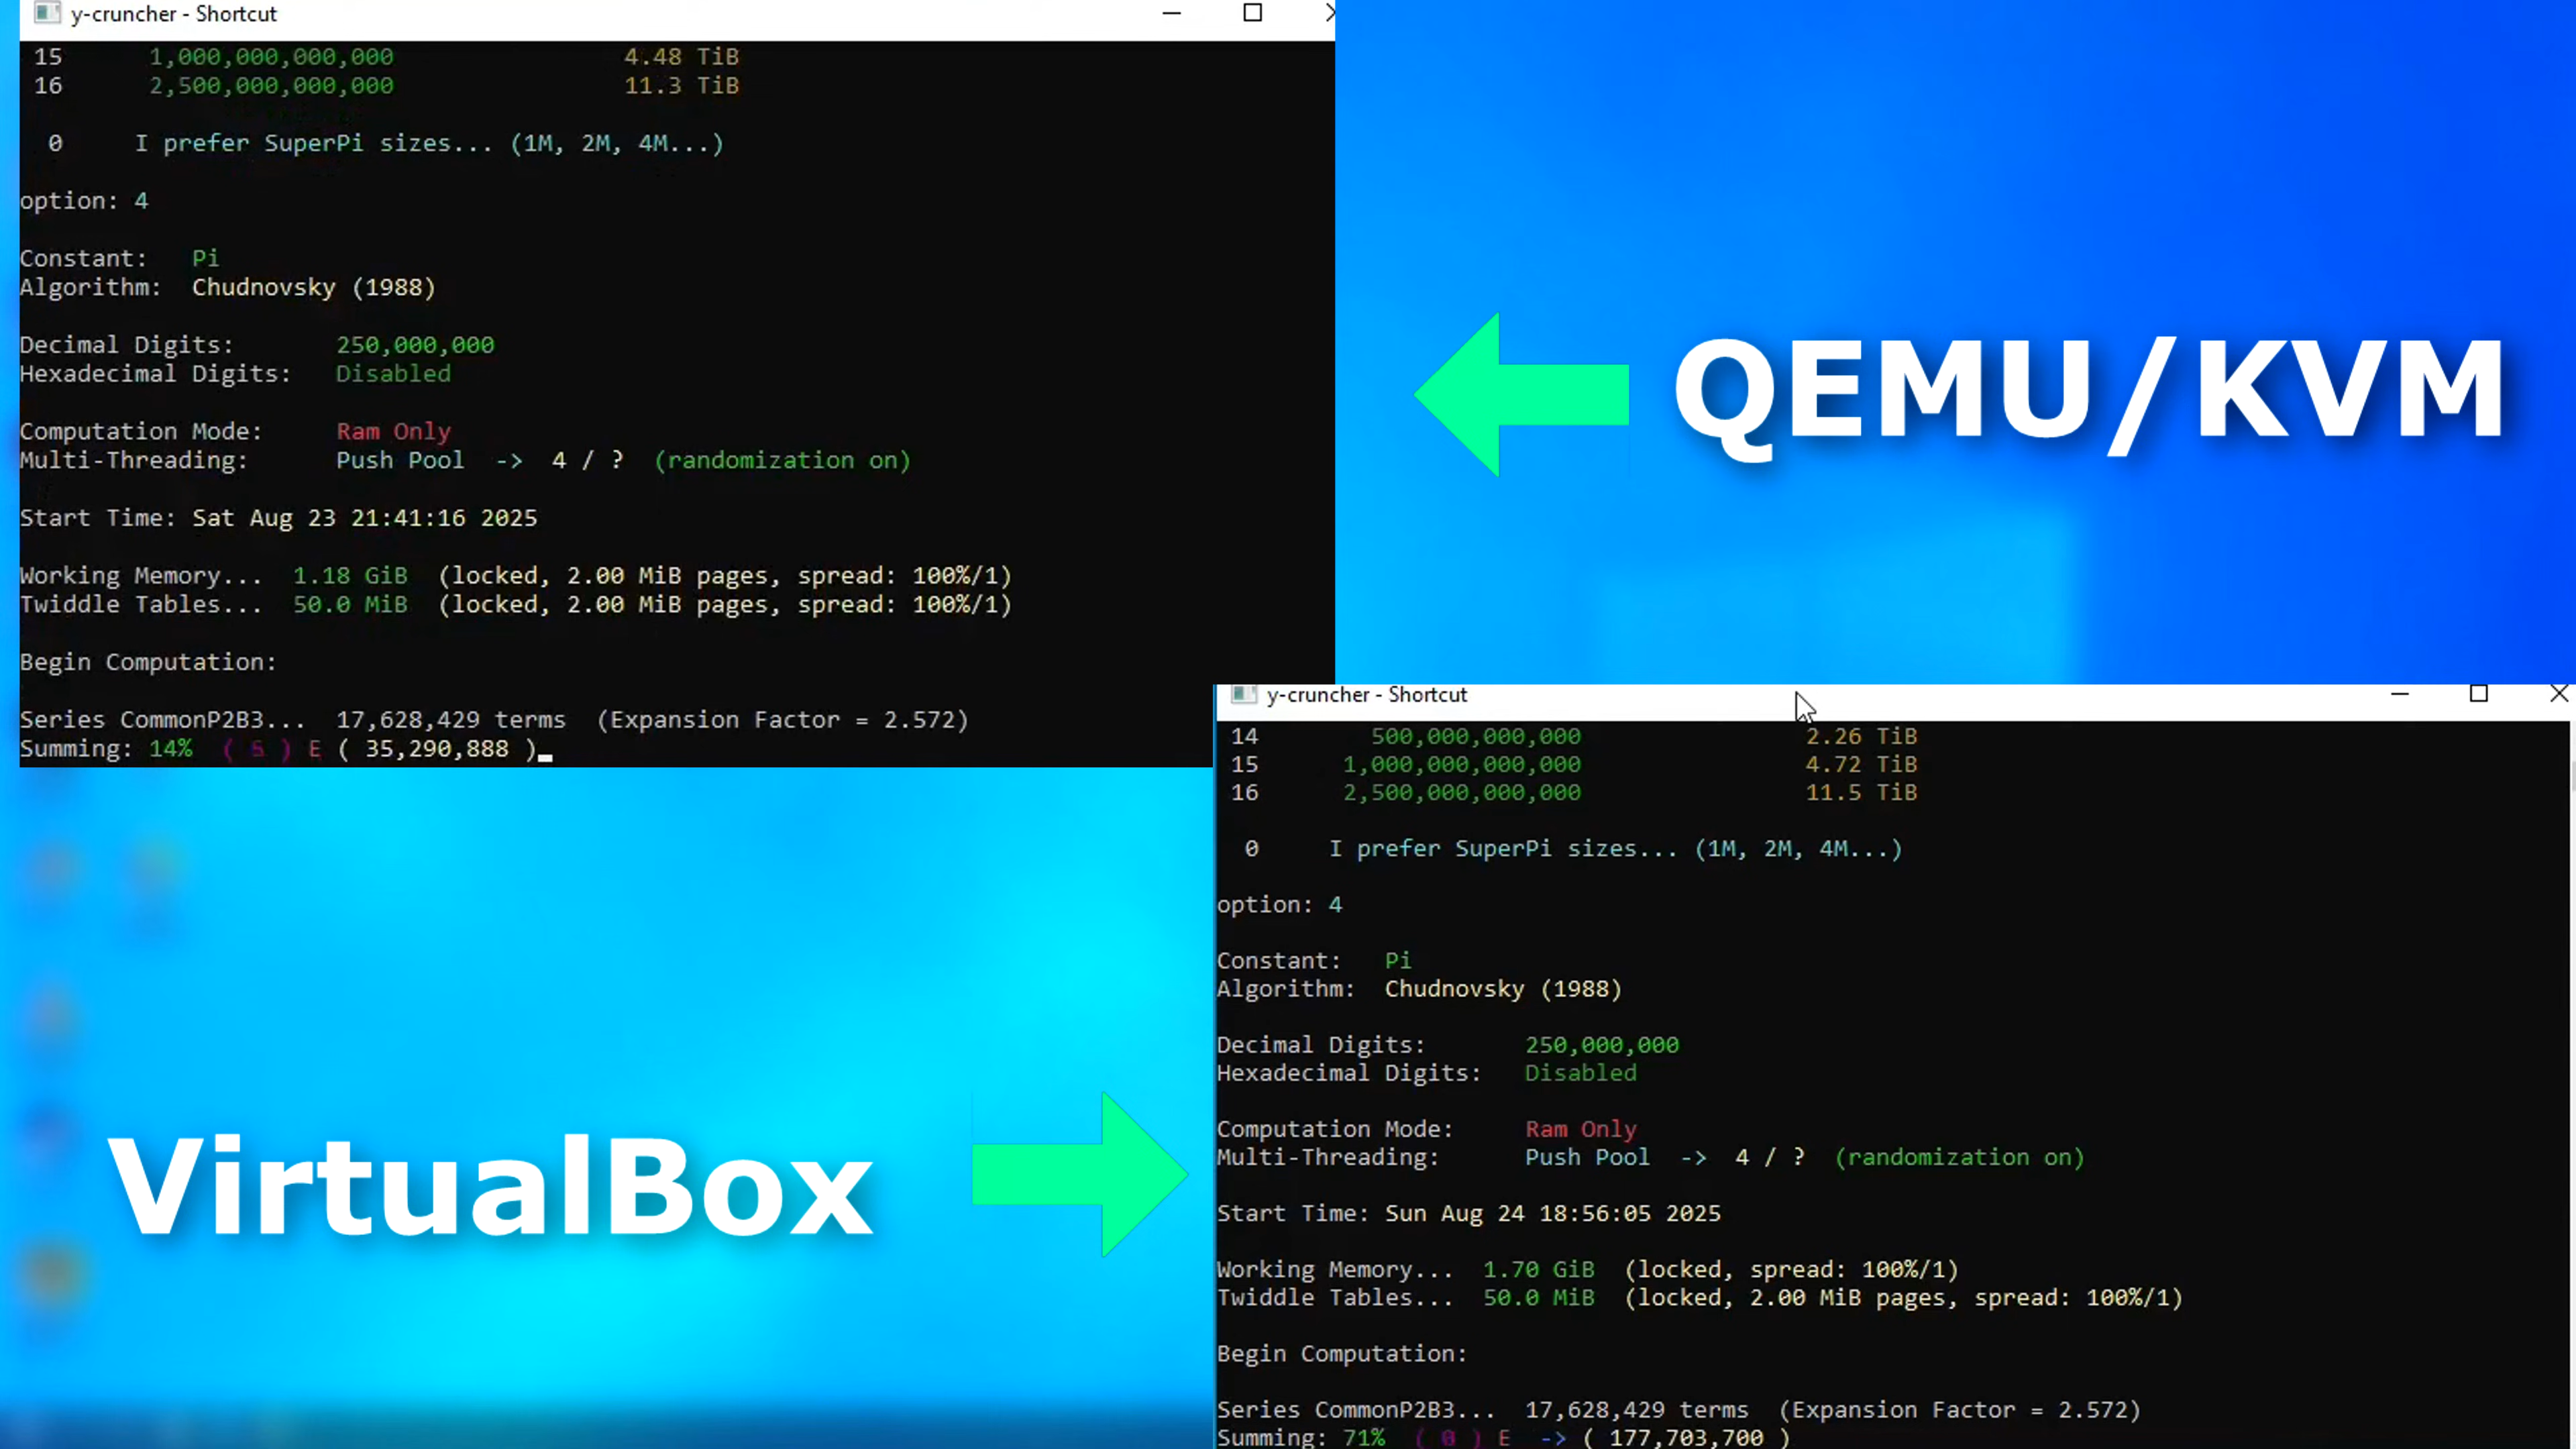 y-cruncher - Shortcut
15 1,000,000,000,000 4.48 TiB
16 2,500,000,000,000 11.3 TiB
0 I prefer SuperPi sizes... (1M, 2M, 4M...)
option: 4
Constant: Pi
Algorithm: Chudnovsky (1988)
Decimal Digits: 250,000,000
Hexadecimal Digits: Disabled
Computation Mode: Ram Only
Multi-Threading: Push Pool -> 4 / ? (randomization on)
Start Time: Sat Aug 23 21:41:16 2025
Working Memory... 1.18 GiB (locked, 2.00 MiB pages, spread: 100%/1)
Twiddle Tables... 50.0 MiB (locked, 2.00 MiB pages, spread: 100%/1)
Begin Computation:
Series CommonP2B3... 17,628,429 terms (Expansion Factor = 2.572)
Summing: 14% ( 5 ) E ( 35,290,888 )_
QEMU/KVM
VirtualBox
y-cruncher - Shortcut
14 500,000,000,000 2.26 TiB
15 1,000,000,000,000 4.72 TiB
16 2,500,000,000,000 11.5 TiB
0 I prefer SuperPi sizes... (1M, 2M, 4M...)
option: 4
Constant: Pi
Algorithm: Chudnovsky (1988)
Decimal Digits: 250,000,000
Hexadecimal Digits: Disabled
Computation Mode: Ram Only
Multi-Threading: Push Pool -> 4 / ? (randomization on)
Start Time: Sun Aug 24 18:56:05 2025
Working Memory... 1.70 GiB (locked, spread: 100%/1)
Twiddle Tables... 50.0 MiB (locked, 2.00 MiB pages, spread: 100%/1)
Begin Computation:
Series CommonP2B3... 17,628,429 terms (Expansion Factor = 2.572)
Summing: 71% ( 0 ) E -> ( 177,703,700 )